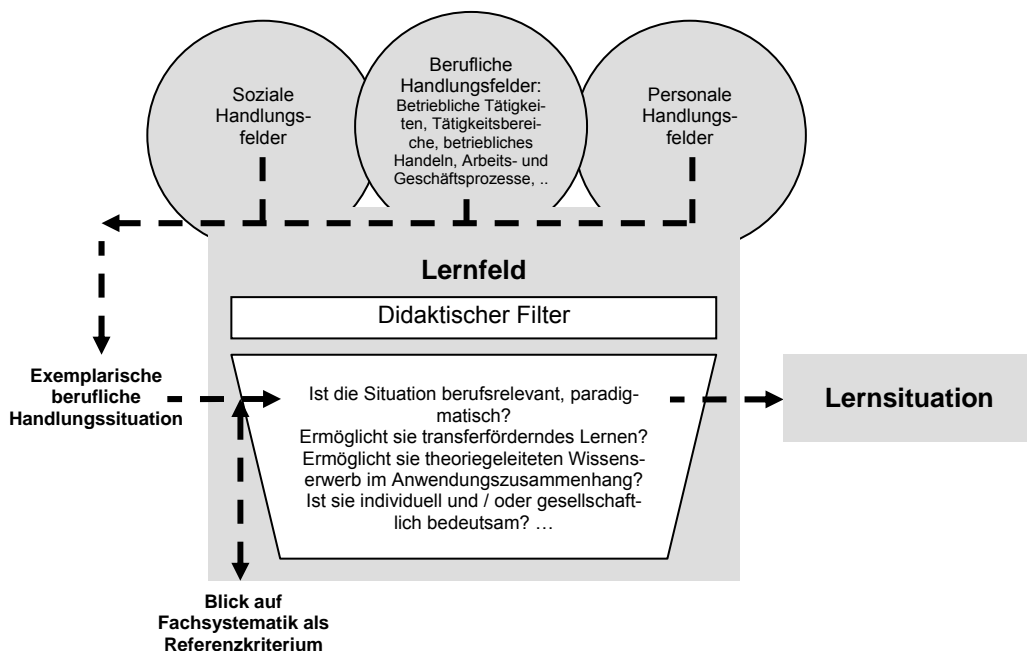 Soziale
Handlungs-
felder
Berufliche
Handlungsfelder:
Betriebliche Tätigkei-
ten, Tätigkeitsberei-
che, betriebliches
Handeln, Arbeits- und
Geschäftsprozesse, ..
Personale
Handlungs-
felder
Lernfeld
Didaktischer Filter
Exemplarische
berufliche
Handlungssituation
Ist die Situation berufsrelevant, paradig-
matisch?
Ermöglicht sie transferförderndes Lernen?
Ermöglicht sie theoriegeleiteten Wissens-
erwerb im Anwendungszusammenhang?
Ist sie individuell und / oder gesellschaft-
lich bedeutsam? …
Lernsituation
Blick auf
Fachsystematik als
Referenzkriterium